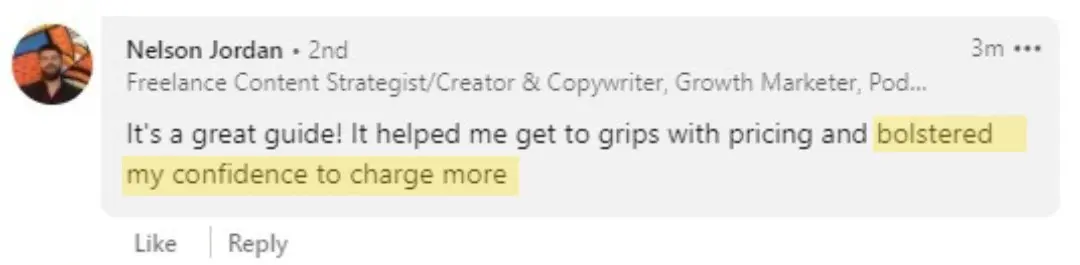 Nelson Jordan • 2nd 3m •••
Freelance Content Strategist/Creator & Copywriter, Growth Marketer, Pod...
It's a great guide! It helped me get to grips with pricing and bolstered
my confidence to charge more
Like Reply